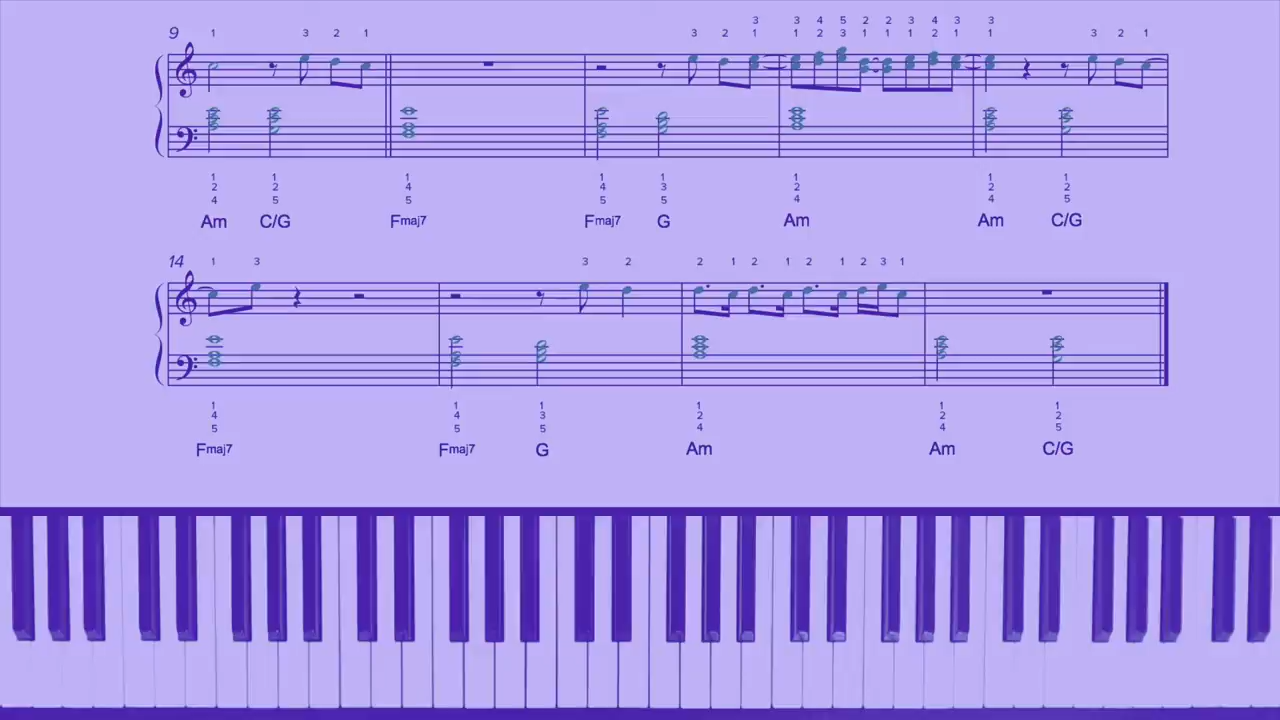 9 1 3 2 1 3 2 3 1 3 1 4 2 5 3 2 1 2 1 3 1 4 2 3 1 3 1 3 2 1
1 2 4 1 2 5 1 4 5 1 4 5 1 3 5 1 2 4 1 2 4 1 2 5
Am C/G Fmaj7 Fmaj7 G Am Am C/G
14 1 3 3 2 2 1 2 1 2 1 2 3 1
1 4 5 1 4 5 1 3 5 1 2 4 1 2 4 1 2 5
Fmaj7 Fmaj7 G Am Am C/G